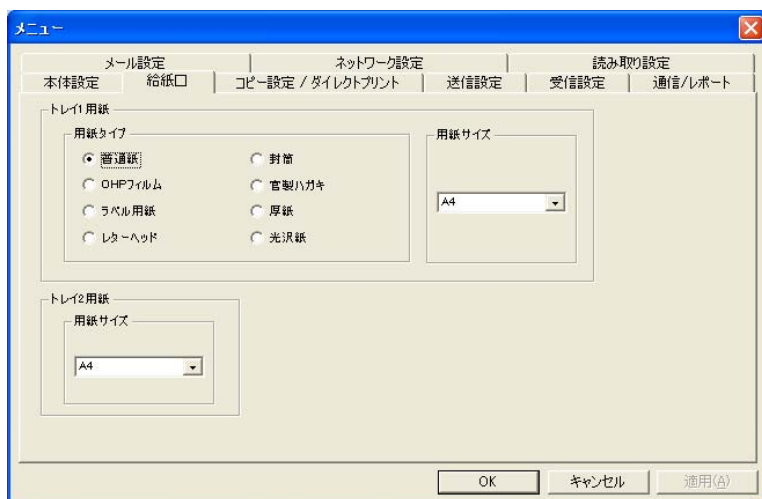 メニュー
メール設定 ネットワーク設定 読み取り設定
本体設定 給紙口 コピー設定 / ダイレクトプリント 送信設定 受信設定 通信/レポート
トレイ1用紙
用紙タイプ 用紙サイズ
普通紙 封筒
OHPフィルム 官製ハガキ
A4
ラベル用紙 厚紙
レターヘッド 光沢紙
トレイ2用紙
用紙サイズ
A4
OK キャンセル 適用(A)